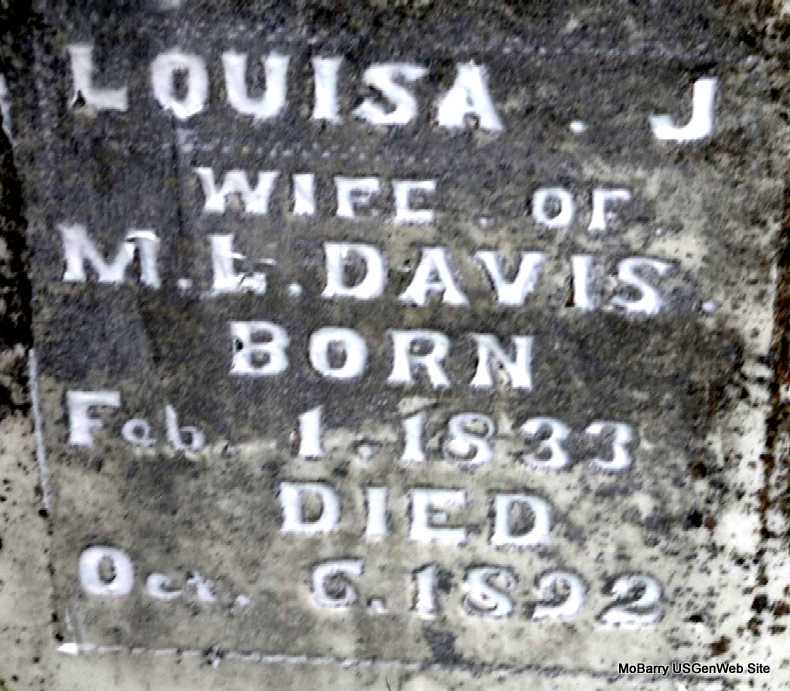 LOUISA . J
WIFE . OF
M. L. DAVIS.
BORN
Feb. 1. 1833
DIED
Oct. 6. 1892
MoBarry USGenWeb Site